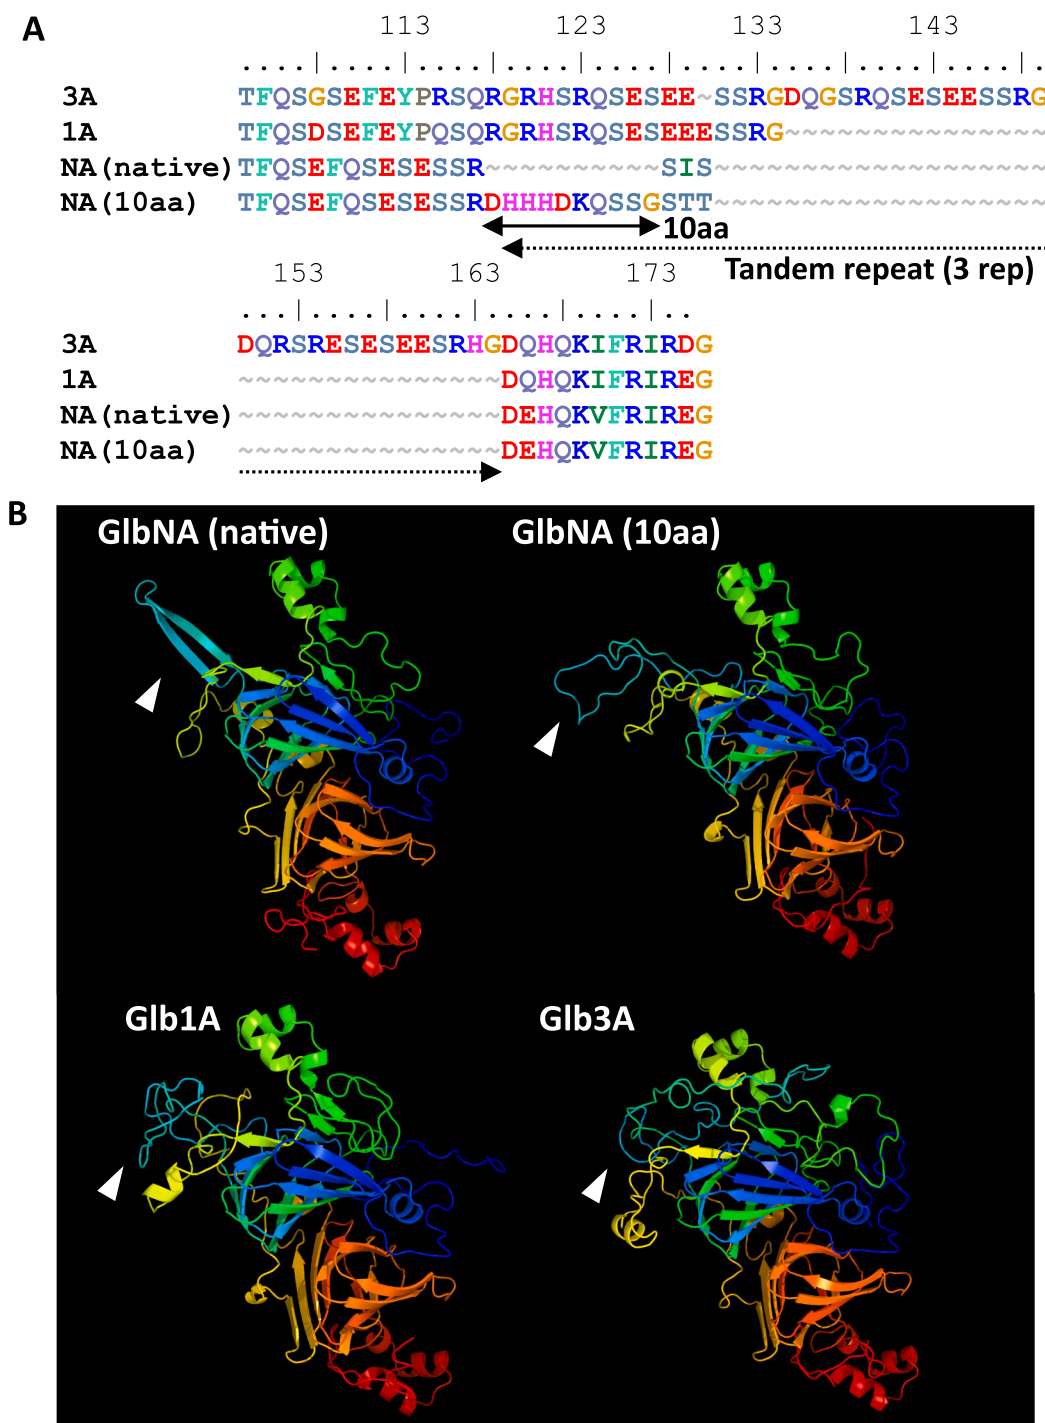 A
113 123 133 143
....|....|....|....|....|....|....|....|....|.
3A TFQSGSEFEYPRSQRGRHSRQSESEE~SSRGDQGSRQSESEESSRG
1A TFQSDSEFEYPQSQRGRHSRQSESEEESSRG~~~~~~~~~~~~~~~
NA(native) TFQSEFQSESESSR~~~~~~~~~~SIS~~~~~~~~~~~~~~~~~~~
NA(10aa) TFQSEFQSESESSRDHHHDKQSSGSTT~~~~~~~~~~~~~~~~~~~
10aa
Tandem repeat (3 rep)
153 163 173
...|....|....|....|....|..
3A DQRSRESESEESRHGDQHQKIFRIRDG
1A ~~~~~~~~~~~~~~~DQHQKIFRIREG
NA(native) ~~~~~~~~~~~~~~~DEHQKVFRIREG
NA(10aa) ~~~~~~~~~~~~~~~DEHQKVFRIREG
B
GlbNA (native) GlbNA (10aa)
Glb1A Glb3A